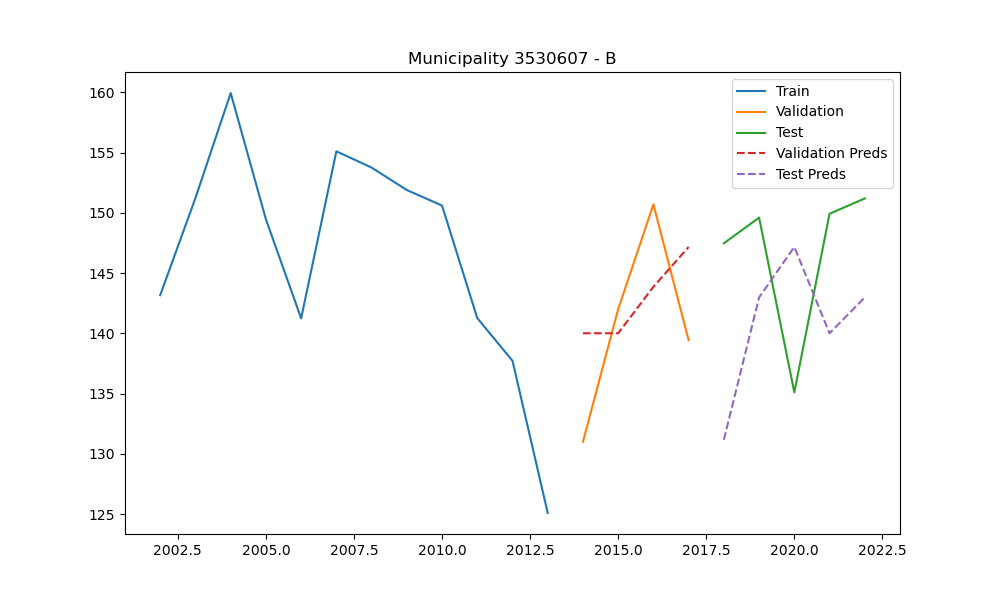 Municipality 3530607 - B
Train
Validation
Test
Validation Preds
Test Preds
160
155
150
145
140
135
130
125
2002.5 2005.0 2007.5 2010.0 2012.5 2015.0 2017.5 2020.0 2022.5